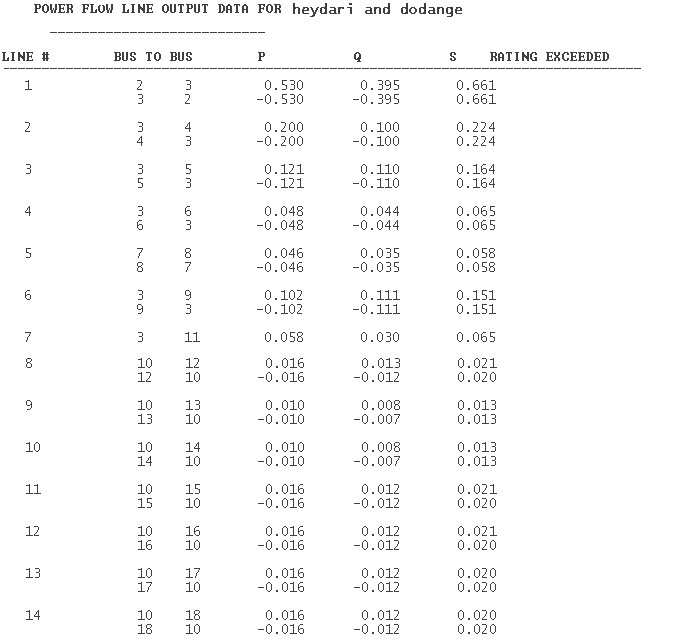 POWER FLOW LINE OUTPUT DATA FOR heydari and dodange
LINE # BUS TO BUS P Q S RATING EXCEEDED
1 2 3 0.530 0.395 0.661
3 2 -0.530 -0.395 0.661
2 3 4 0.200 0.100 0.224
4 3 -0.200 -0.100 0.224
3 3 5 0.121 0.110 0.164
5 3 -0.121 -0.110 0.164
4 3 6 0.048 0.044 0.065
6 3 -0.048 -0.044 0.065
5 7 8 0.046 0.035 0.058
8 7 -0.046 -0.035 0.058
6 3 9 0.102 0.111 0.151
9 3 -0.102 -0.111 0.151
7 3 11 0.058 0.030 0.065
8 10 12 0.016 0.013 0.021
12 10 -0.016 -0.012 0.020
9 10 13 0.010 0.008 0.013
13 10 -0.010 -0.007 0.013
10 10 14 0.010 0.008 0.013
14 10 -0.010 -0.007 0.013
11 10 15 0.016 0.012 0.021
15 10 -0.016 -0.012 0.020
12 10 16 0.016 0.012 0.021
16 10 -0.016 -0.012 0.020
13 10 17 0.016 0.012 0.020
17 10 -0.016 -0.012 0.020
14 10 18 0.016 0.012 0.020
18 10 -0.016 -0.012 0.020